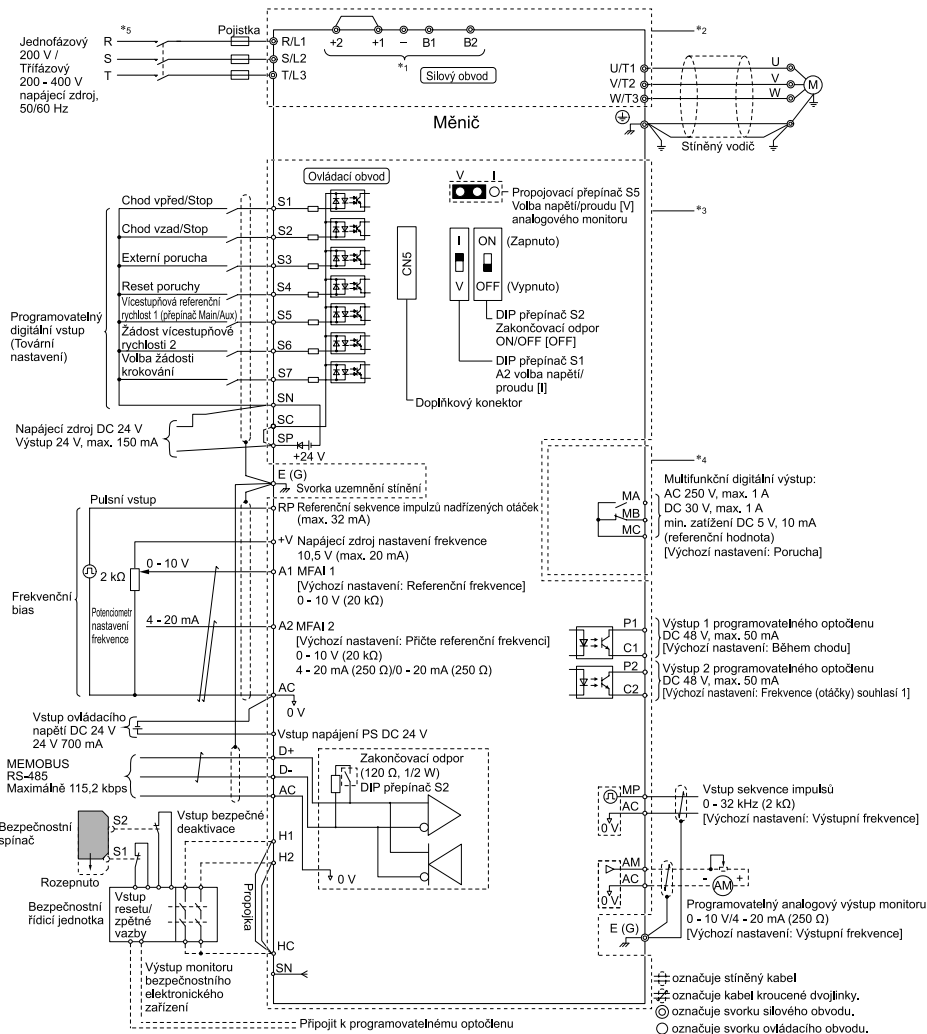 *5
Pojistka
Jednofázový
200 V /
Třífázový
200 - 400 V
napájecí zdroj,
50/60 Hz
R
S
T
R/L1
S/L2
T/L3
+2
+1
–
B1
B2
*1
Silový obvod
*2
U/T1
V/T2
W/T3
U
V
W
M
Stíněný vodič
Měnič
Ovládací obvod
Programovatelný
digitální vstup
(Tovární
nastavení)
Chod vpřed/Stop
Chod vzad/Stop
Externí porucha
Reset poruchy
Vícestupňová referenční
rychlost 1 (přepínač Main/Aux)
Žádost vícestupňové
rychlosti 2
Volba žádosti
krokování
S1
S2
S3
S4
S5
S6
S7
SN
SC
SP
+24 V
Napájecí zdroj DC 24 V
Výstup 24 V, max. 150 mA
CN5
V
I
Propojovací přepínač S5
Volba napětí/proudu [V]
analogového monitoru
*3
I
V
ON
OFF
(Zapnuto)
(Vypnuto)
DIP přepínač S2
Zakončovací odpor
ON/OFF [OFF]
DIP přepínač S1
A2 volba napětí/
proudu [I]
Doplňkový konektor
E (G)
Svorka uzemnění stínění
*4
MA
MB
MC
Multifunkční digitální výstup:
AC 250 V, max. 1 A
DC 30 V, max. 1 A
min. zatížení DC 5 V, 10 mA
(referenční hodnota)
[Výchozí nastavení: Porucha]
Pulsní vstup
RP Referenční sekvence impulzů nadřízených otáček
(max. 32 mA)
+V Napájecí zdroj nastavení frekvence
10,5 V (max. 20 mA)
Frekvenční
bias
2 kΩ
0 - 10 V
Potenciometr
nastavení
frekvence
4 - 20 mA
A1 MFAI 1
[Výchozí nastavení: Referenční frekvence]
0 - 10 V (20 kΩ)
A2 MFAI 2
[Výchozí nastavení: Přičte referenční frekvenci]
0 - 10 V (20 kΩ)
4 - 20 mA (250 Ω)/0 - 20 mA (250 Ω)
AC
0 V
P1
C1
P2
C2
Výstup 1 programovatelného optočlenu
DC 48 V, max. 50 mA
[Výchozí nastavení: Během chodu]
Výstup 2 programovatelného optočlenu
DC 48 V, max. 50 mA
[Výchozí nastavení: Frekvence (otáčky) souhlasí 1]
Vstup ovládacího
napětí DC 24 V
24 V 700 mA
Vstup napájení PS DC 24 V
MEMOBUS
RS-485
Maximálně 115,2 kbps
D+
D-
AC
Zakončovací odpor
(120 Ω, 1/2 W)
DIP přepínač S2
0 V
MP
AC
0 V
Vstup sekvence impulsů
0 - 32 kHz (2 kΩ)
[Výchozí nastavení: Výstupní frekvence]
AM
AC
0 V
- AM +
Programovatelný analogový výstup monitoru
0 - 10 V/4 - 20 mA (250 Ω)
[Výchozí nastavení: Výstupní frekvence]
E (G)
Bezpečnostní
spínač
S2
S1
Rozepnuto
Vstup bezpečné
deaktivace
H1
H2
Propojka
HC
SN
Bezpečnostní
řídicí jednotka
Vstup
resetu/
zpětné
vazby
Výstup monitoru
bezpečnostního
elektronického
zařízení
Připojit k programovatelnému optočlenu
označuje stíněný kabel
označuje kabel kroucené dvojlinky.
označuje svorku silového obvodu.
označuje svorku ovládacího obvodu.